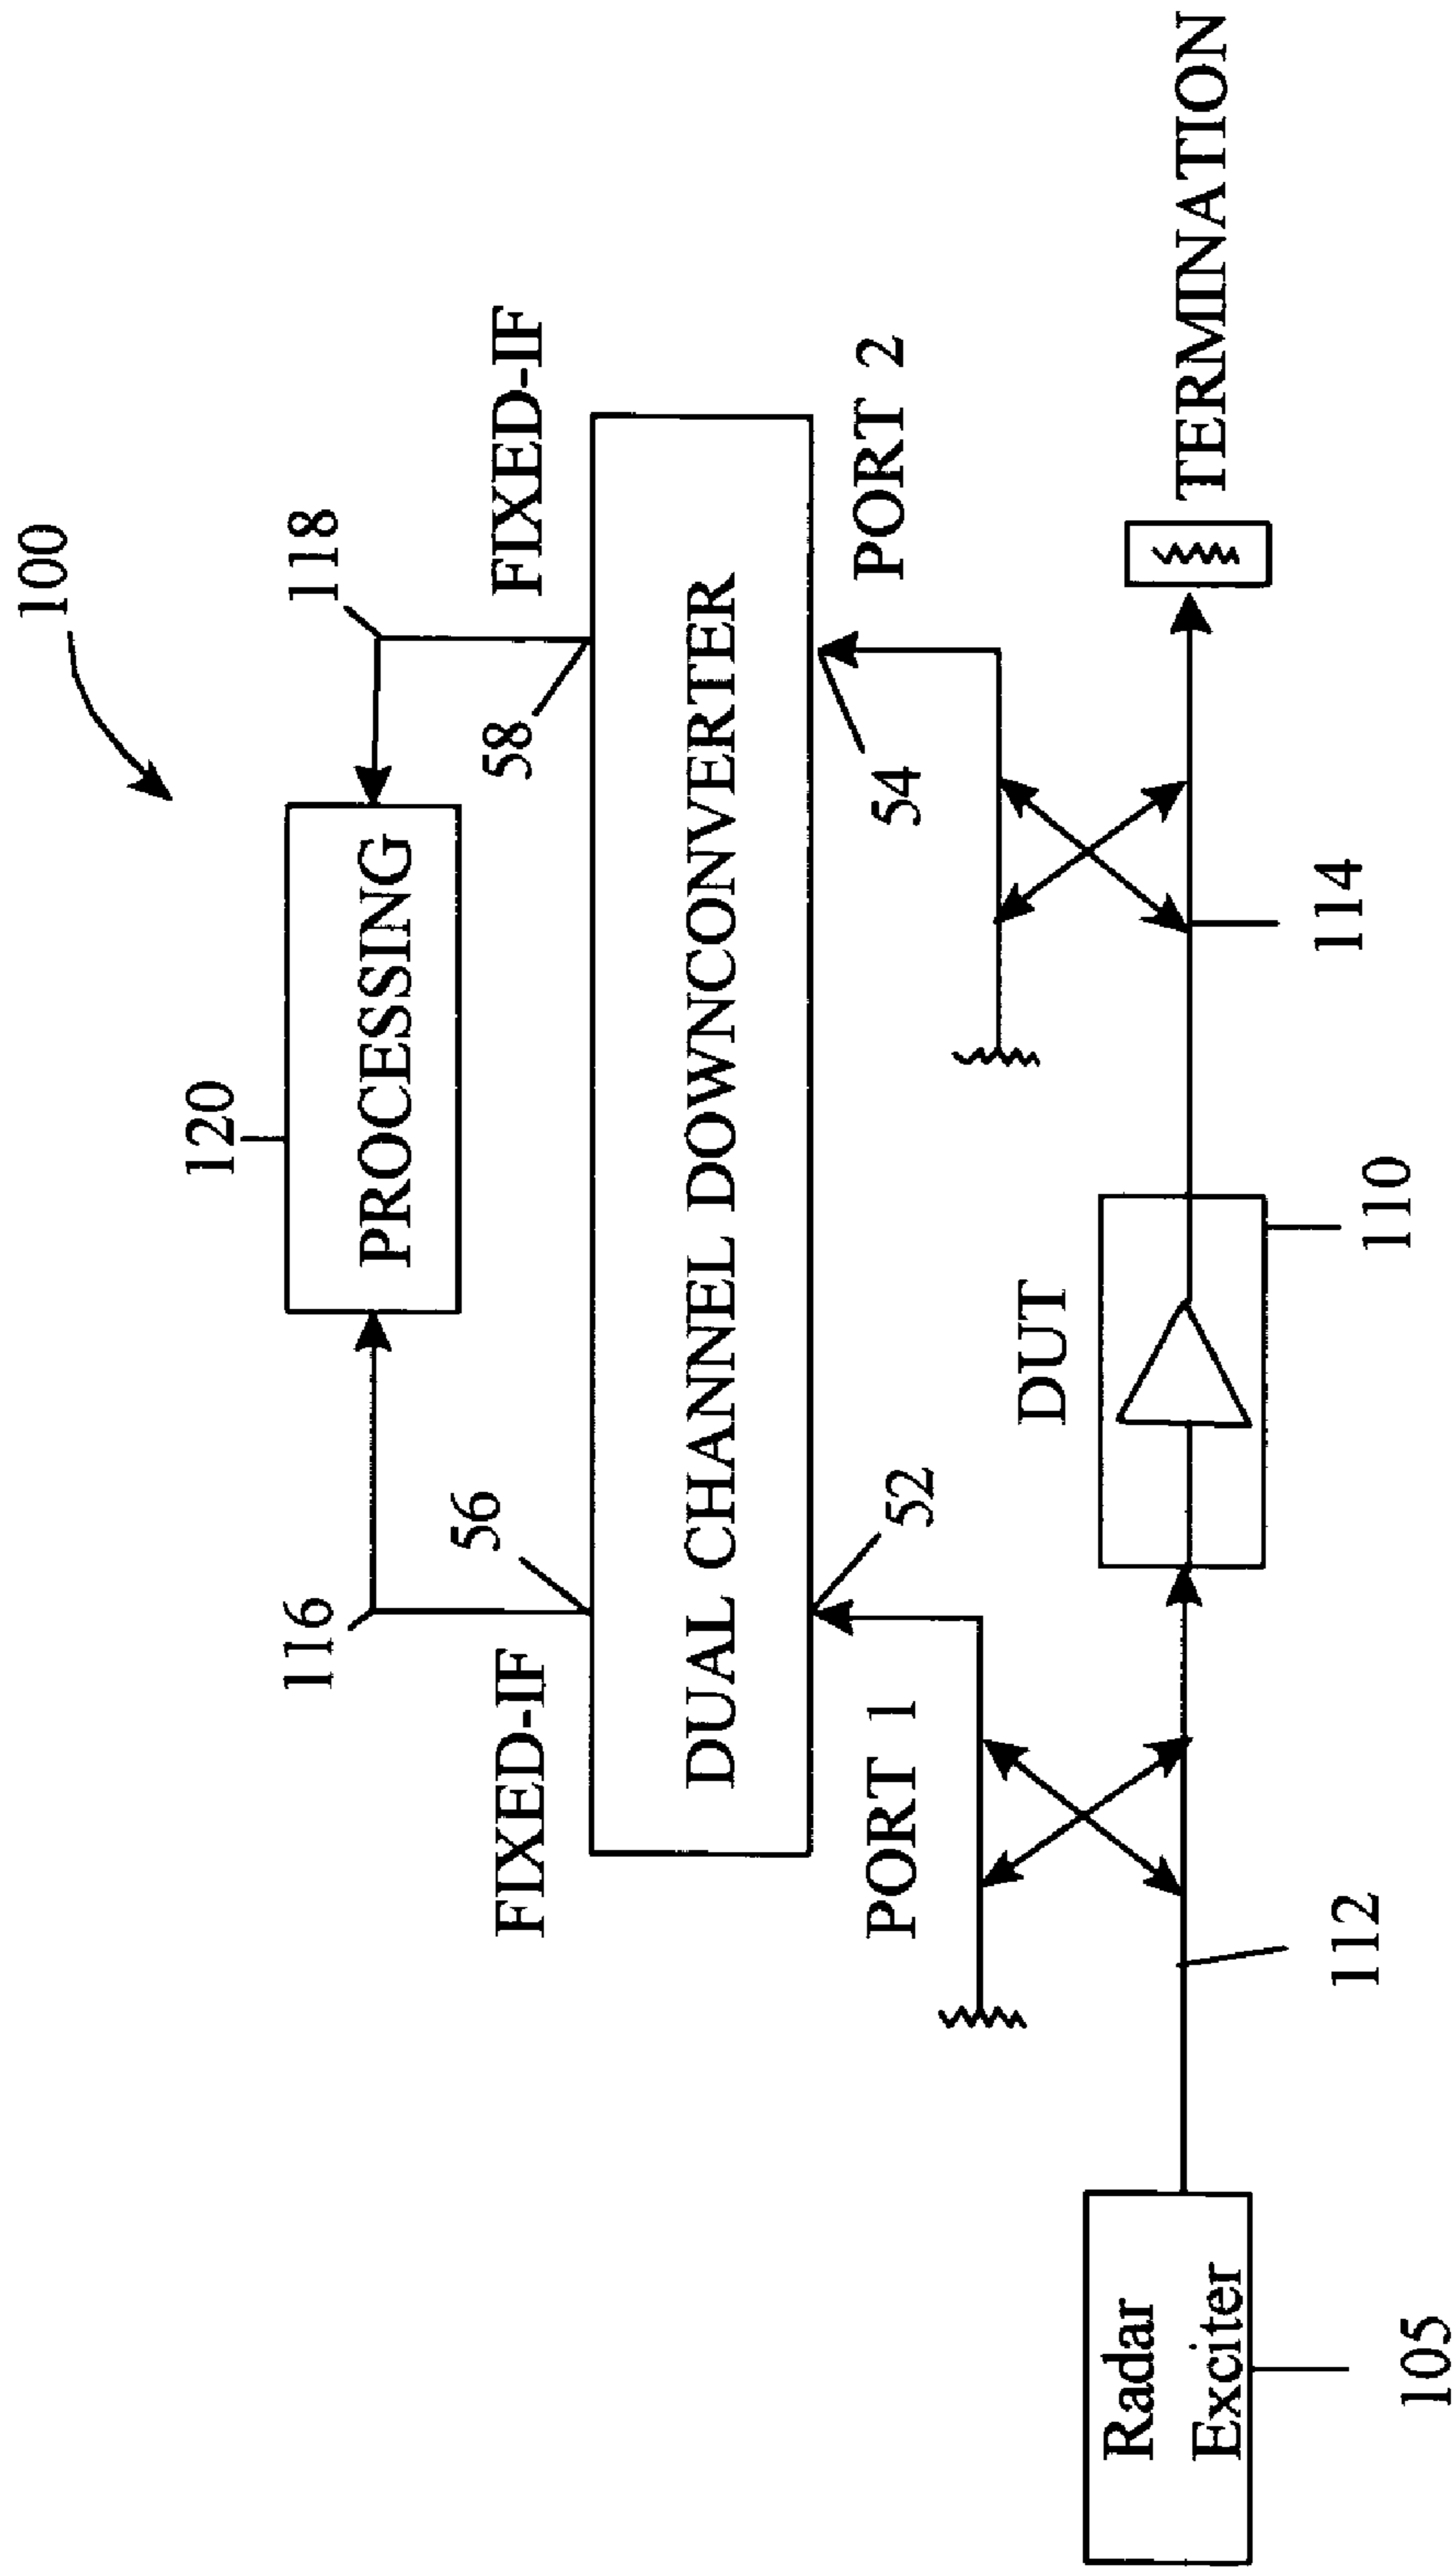 100
120
PROCESSING
116
118
FIXED-IF
56
58
FIXED-IF
DUAL CHANNEL DOWNCONVERTER
PORT 1
52
54
PORT 2
DUT
Radar
Exciter
TERMINATION
105
112
110
114